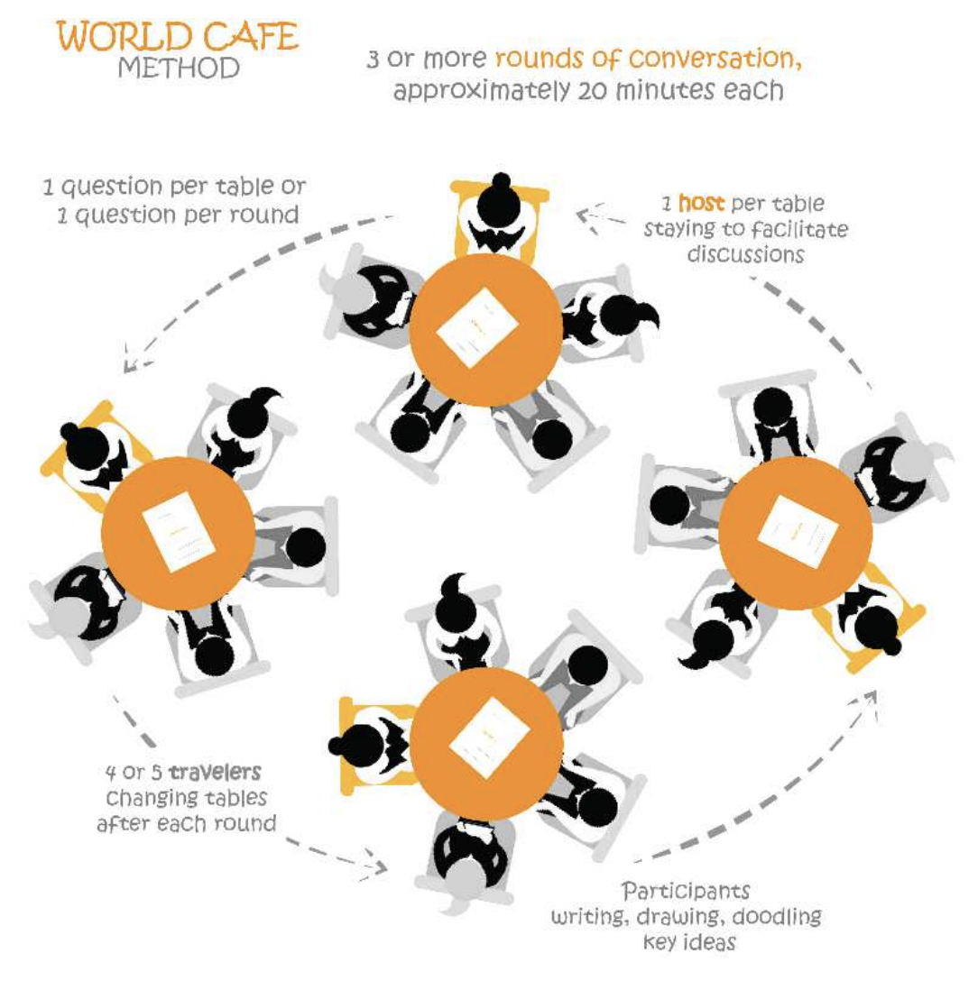 WORLD CAFE
METHOD
3 or more rounds of conversation,
approximately 20 minutes each
1 question per table or
1 question per round
1 host per table
staying to facilitate
discussions
4 or 5 travelers
changing tables
after each round
Participants
writing, drawing, doodling
key ideas